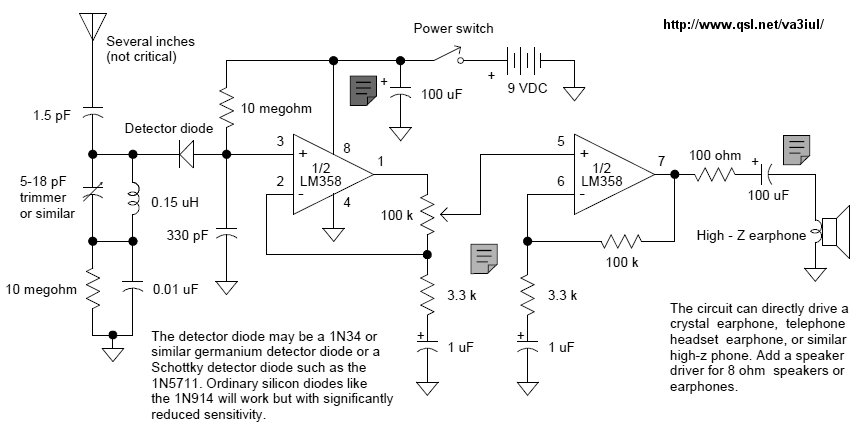 http://www.qsl.net/va3iul/
Several inches
(not critical)
Power switch
+
+
100 uF
9 VDC
1.5 pF
Detector diode
10 megohm
3
+
8
1/2
LM358
1
2
-
4
5
+
1/2
LM358
7
6
-
100 ohm
+
100 uF
5-18 pF
trimmer
or similar
0.15 uH
330 pF
100 k
100 k
High - Z earphone
10 megohm
0.01 uF
3.3 k
+
1 uF
3.3 k
+
1 uF
The detector diode may be a 1N34 or
similar germanium detector diode or a
Schottky detector diode such as the
1N5711. Ordinary silicon diodes like
the 1N914 will work but with significantly
reduced sensitivity.
The circuit can directly drive a
crystal earphone, telephone
headset earphone, or similar
high-z phone. Add a speaker
driver for 8 ohm speakers or
earphones.